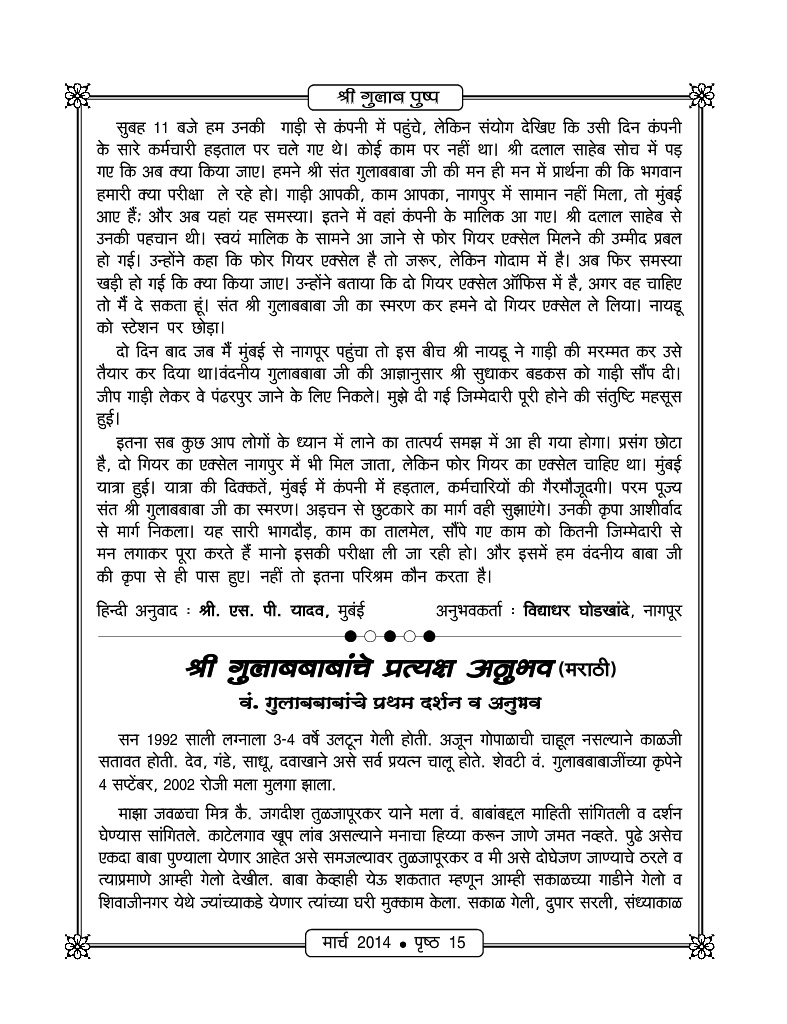 श्री गुलाब पुष्प
सुबह 11 बजे हम उनकी गाड़ी से कंपनी में पहुंचे, लेकिन संयोग देखिए कि उसी दिन कंपनी
के सारे कर्मचारी हड़ताल पर चले गए थे। कोई काम पर नहीं था। श्री दलाल साहेब सोच में पड़
गए कि अब क्या किया जाए। हमने श्री संत गुलाबबाबा जी की मन ही मन में प्रार्थना की कि भगवान
हमारी क्या परीक्षा ले रहे हो। गाड़ी आपकी, काम आपका, नागपुर में सामान नहीं मिला, तो मुंबई
आए हैं; और अब यहां यह समस्या। इतने में वहां कंपनी के मालिक आ गए। श्री दलाल साहेब से
उनकी पहचान थी। स्वयं मालिक के सामने आ जाने से फोर गियर एक्सेल मिलने की उम्मीद प्रबल
हो गई। उन्होंने कहा कि फोर गियर एक्सेल है तो जरूर, लेकिन गोदाम में है। अब फिर समस्या
खड़ी हो गई कि क्या किया जाए। उन्होंने बताया कि दो गियर एक्सेल ऑफिस में है, अगर वह चाहिए
तो मैं दे सकता हूं। संत श्री गुलाबबाबा जी का स्मरण कर हमने दो गियर एक्सेल ले लिया। नायडू
को स्टेशन पर छोड़ा।
दो दिन बाद जब मैं मुंबई से नागपूर पहुंचा तो इस बीच श्री नायडू ने गाड़ी की मरम्मत कर उसे
तैयार कर दिया था।वंदनीय गुलाबबाबा जी की आज्ञानुसार श्री सुधाकर बडकस को गाड़ी सौंप दी।
जीप गाड़ी लेकर वे पंढरपुर जाने के लिए निकले। मुझे दी गई जिम्मेदारी पूरी होने की संतुष्टि महसूस
हुई।
इतना सब कुछ आप लोगों के ध्यान में लाने का तात्पर्य समझ में आ ही गया होगा। प्रसंग छोटा
है, दो गियर का एक्सेल नागपुर में भी मिल जाता, लेकिन फोर गियर का एक्सेल चाहिए था। मुंबई
यात्रा हुई। यात्रा की दिक्कतें, मुंबई में कंपनी में हड़ताल, कर्मचारियों की गैरमौजूदगी। परम पूज्य
संत श्री गुलाबबाबा जी का स्मरण। अड़चन से छुटकारे का मार्ग वही सुझाएंगे। उनकी कृपा आशीर्वाद
से मार्ग निकला। यह सारी भागदौड़, काम का तालमेल, सौंपे गए काम को कितनी जिम्मेदारी से
मन लगाकर पूरा करते हैं मानो इसकी परीक्षा ली जा रही हो। और इसमें हम वंदनीय बाबा जी
की कृपा से ही पास हुए। नहीं तो इतना परिश्रम कौन करता है।
हिन्दी अनुवाद : श्री. एस. पी. यादव, मुबंई अनुभवकर्ता : विद्याधर घोडखांदे, नागपूर
श्री गुलाबबाबांचे प्रत्यक्ष अनुभव (मराठी)
वं. गुलाबबाबांचे प्रथम दर्शन व अनुभव
सन 1992 साली लग्नाला 3-4 वर्षे उलटून गेली होती. अजून गोपाळाची चाहूल नसल्याने काळजी
सतावत होती. देव, गंडे, साधू, दवाखाने असे सर्व प्रयत्न चालू होते. शेवटी वं. गुलाबबाबाजींच्या कृपेने
4 सप्टेंबर, 2002 रोजी मला मुलगा झाला.
माझा जवळचा मित्र कै. जगदीश तुळजापूरकर याने मला वं. बाबांबद्दल माहिती सांगितली व दर्शन
घेण्यास सांगितले. काटेलगाव खूप लांब असल्याने मनाचा हिय्या करून जाणे जमत नव्हते. पुढे असेच
एकदा बाबा पुण्याला येणार आहेत असे समजल्यावर तुळजापूरकर व मी असे दोघेजण जाण्याचे ठरले व
त्याप्रमाणे आम्ही गेलो देखील. बाबा केव्हाही येऊ शकतात म्हणून आम्ही सकाळच्या गाडीने गेलो व
शिवाजीनगर येथे ज्यांच्याकडे येणार त्यांच्या घरी मुक्काम केला. सकाळ गेली, दुपार सरली, संध्याकाळ
मार्च 2014 ● पृष्ठ 15